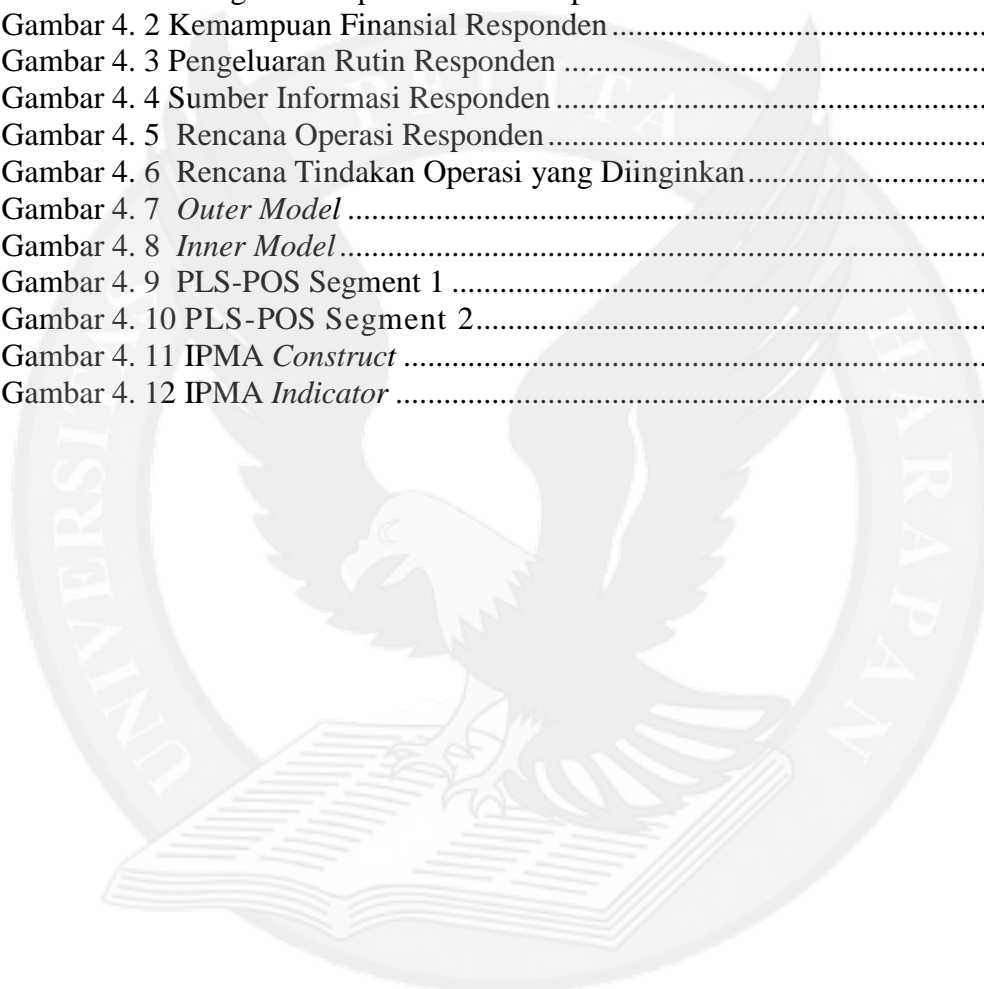 Gambar 4. 2 Kemampuan Finansial Responden ................................................
Gambar 4. 3 Pengeluaran Rutin Responden ......................................................
Gambar 4. 4 Sumber Informasi Responden .......................................................
Gambar 4. 5 Rencana Operasi Responden ........................................................
Gambar 4. 6 Rencana Tindakan Operasi yang Diinginkan ...............................
Gambar 4. 7 Outer Model .................................................................................
Gambar 4. 8 Inner Model ..................................................................................
Gambar 4. 9 PLS-POS Segment 1 ....................................................................
Gambar 4. 10 PLS-POS Segment 2 ..................................................................
Gambar 4. 11 IPMA Construct .........................................................................
Gambar 4. 12 IPMA Indicator ..........................................................................
UNIVERSITAS PELITA HARAPAN